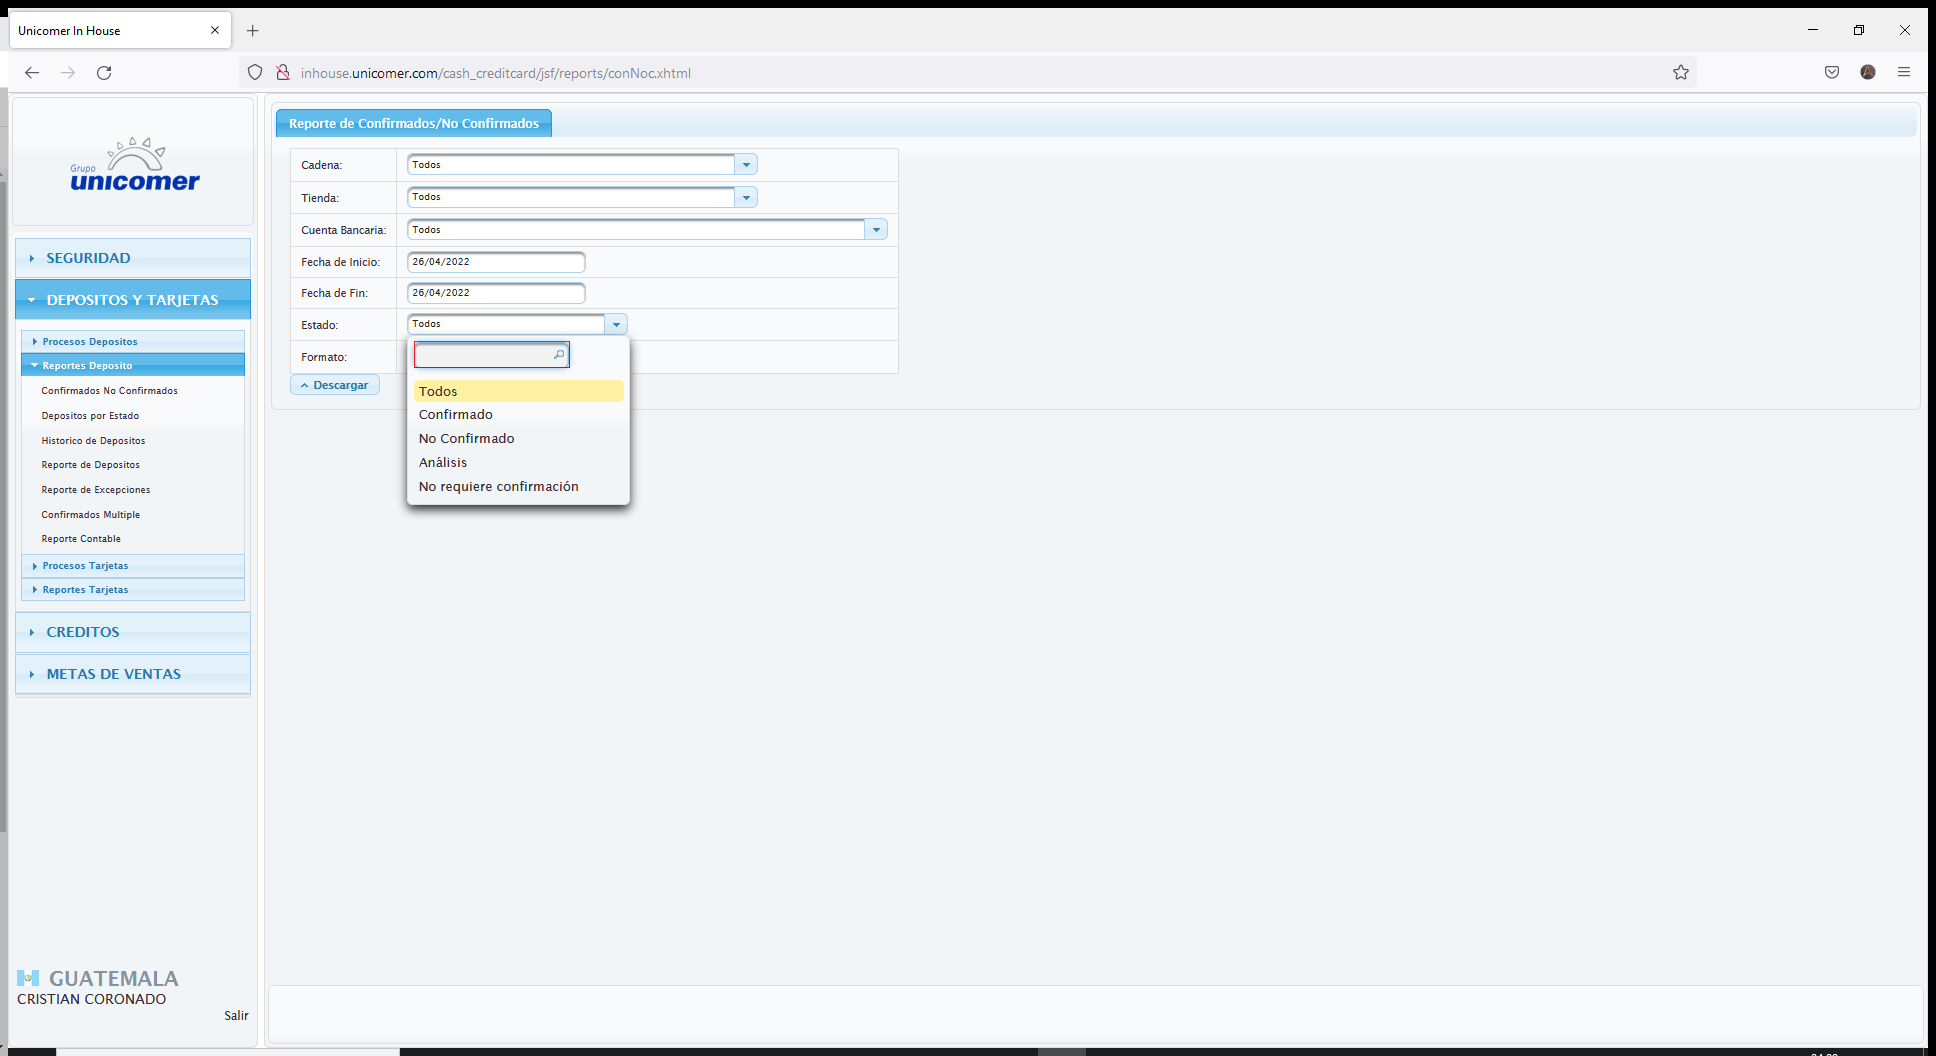 Unicomer In House
inhouse.unicomer.com/cash_creditcard/jsf/reports/conNoc.xhtml
Grupo
unicomer
SEGURIDAD
DEPOSITOS Y TARJETAS
Procesos Depositos
Reportes Deposito
Confirmados No Confirmados
Depositos por Estado
Historico de Depositos
Reporte de Depositos
Reporte de Excepciones
Confirmados Multiple
Reporte Contable
Procesos Tarjetas
Reportes Tarjetas
CREDITOS
METAS DE VENTAS
GUATEMALA
CRISTIAN CORONADO
Salir
Reporte de Confirmados/No Confirmados
Cadena: Todos
Tienda: Todos
Cuenta Bancaria: Todos
Fecha de Inicio: 26/04/2022
Fecha de Fin: 26/04/2022
Estado: Todos
Formato:
Descargar
Todos
Confirmado
No Confirmado
Análisis
No requiere confirmación